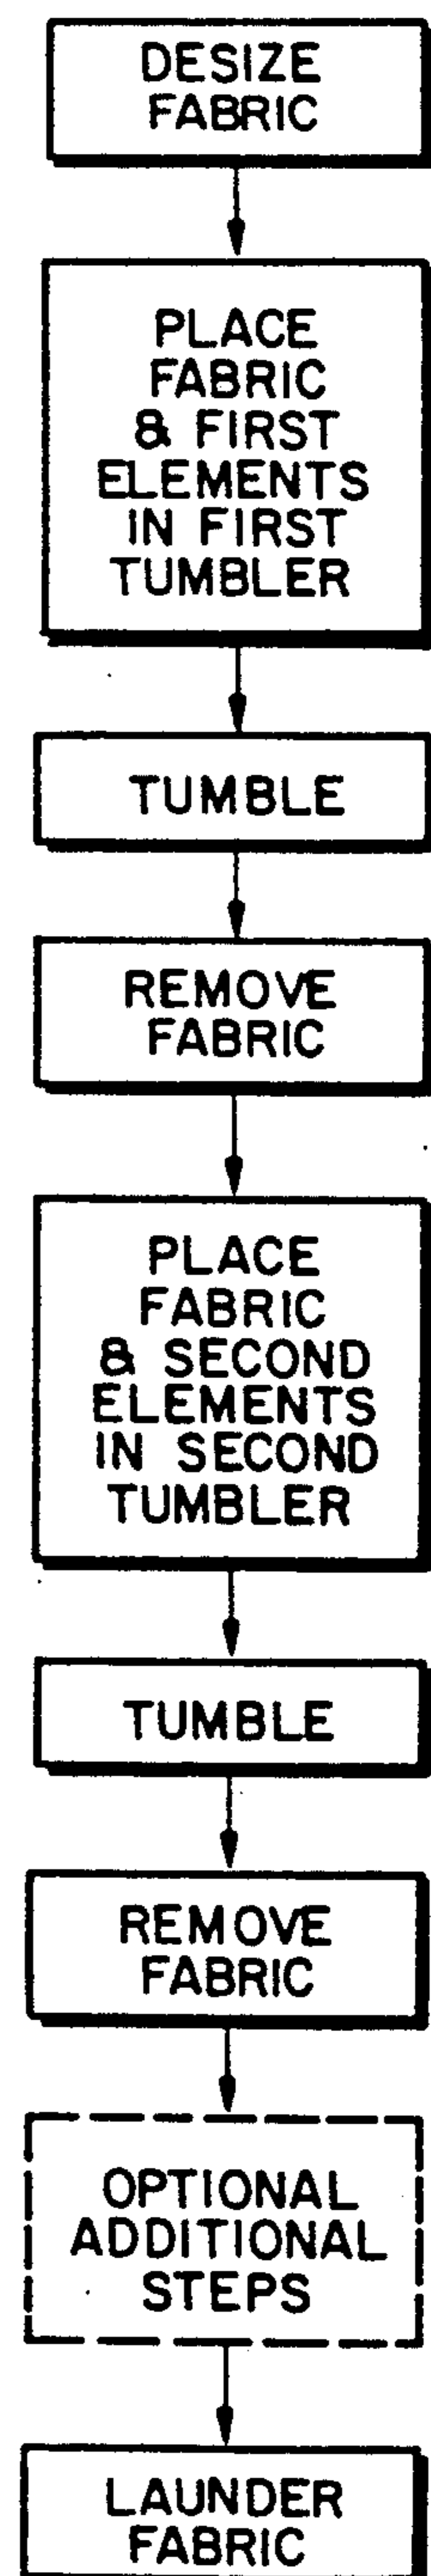 DESIZE
FABRIC
PLACE
FABRIC
& FIRST
ELEMENTS
IN FIRST
TUMBLER
TUMBLE
REMOVE
FABRIC
PLACE
FABRIC
& SECOND
ELEMENTS
IN SECOND
TUMBLER
TUMBLE
REMOVE
FABRIC
OPTIONAL
ADDITIONAL
STEPS
LAUNDER
FABRIC